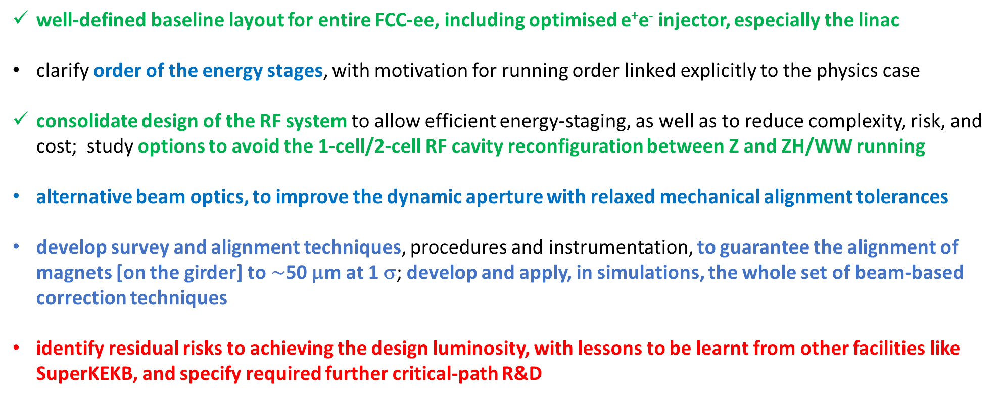 ✓ well-defined baseline layout for entire FCC-ee, including optimised e⁺e⁻ injector, especially the linac
• clarify order of the energy stages, with motivation for running order linked explicitly to the physics case
✓ consolidate design of the RF system to allow efficient energy-staging, as well as to reduce complexity, risk, and
cost; study options to avoid the 1-cell/2-cell RF cavity reconfiguration between Z and ZH/WW running
• alternative beam optics, to improve the dynamic aperture with relaxed mechanical alignment tolerances
• develop survey and alignment techniques, procedures and instrumentation, to guarantee the alignment of
magnets [on the girder] to ~50 μm at 1 σ; develop and apply, in simulations, the whole set of beam-based
correction techniques
• identify residual risks to achieving the design luminosity, with lessons to be learnt from other facilities like
SuperKEKB, and specify required further critical-path R&D